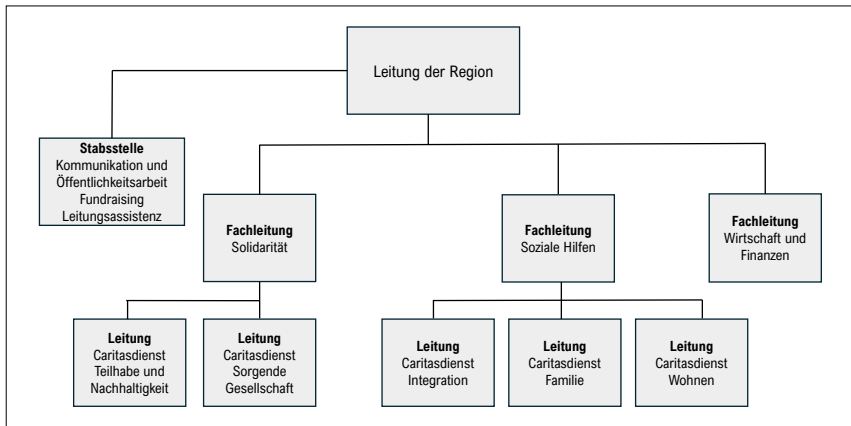 Leitung der Region
Stabsstelle
Kommunikation und
Öffentlichkeitsarbeit
Fundraising
Leitungsassistenz
Fachleitung
Solidarität
Fachleitung
Soziale Hilfen
Fachleitung
Wirtschaft und
Finanzen
Leitung
Caritasdienst
Teilhabe und
Nachhaltigkeit
Leitung
Caritasdienst
Sorgende
Gesellschaft
Leitung
Caritasdienst
Integration
Leitung
Caritasdienst
Familie
Leitung
Caritasdienst
Wohnen